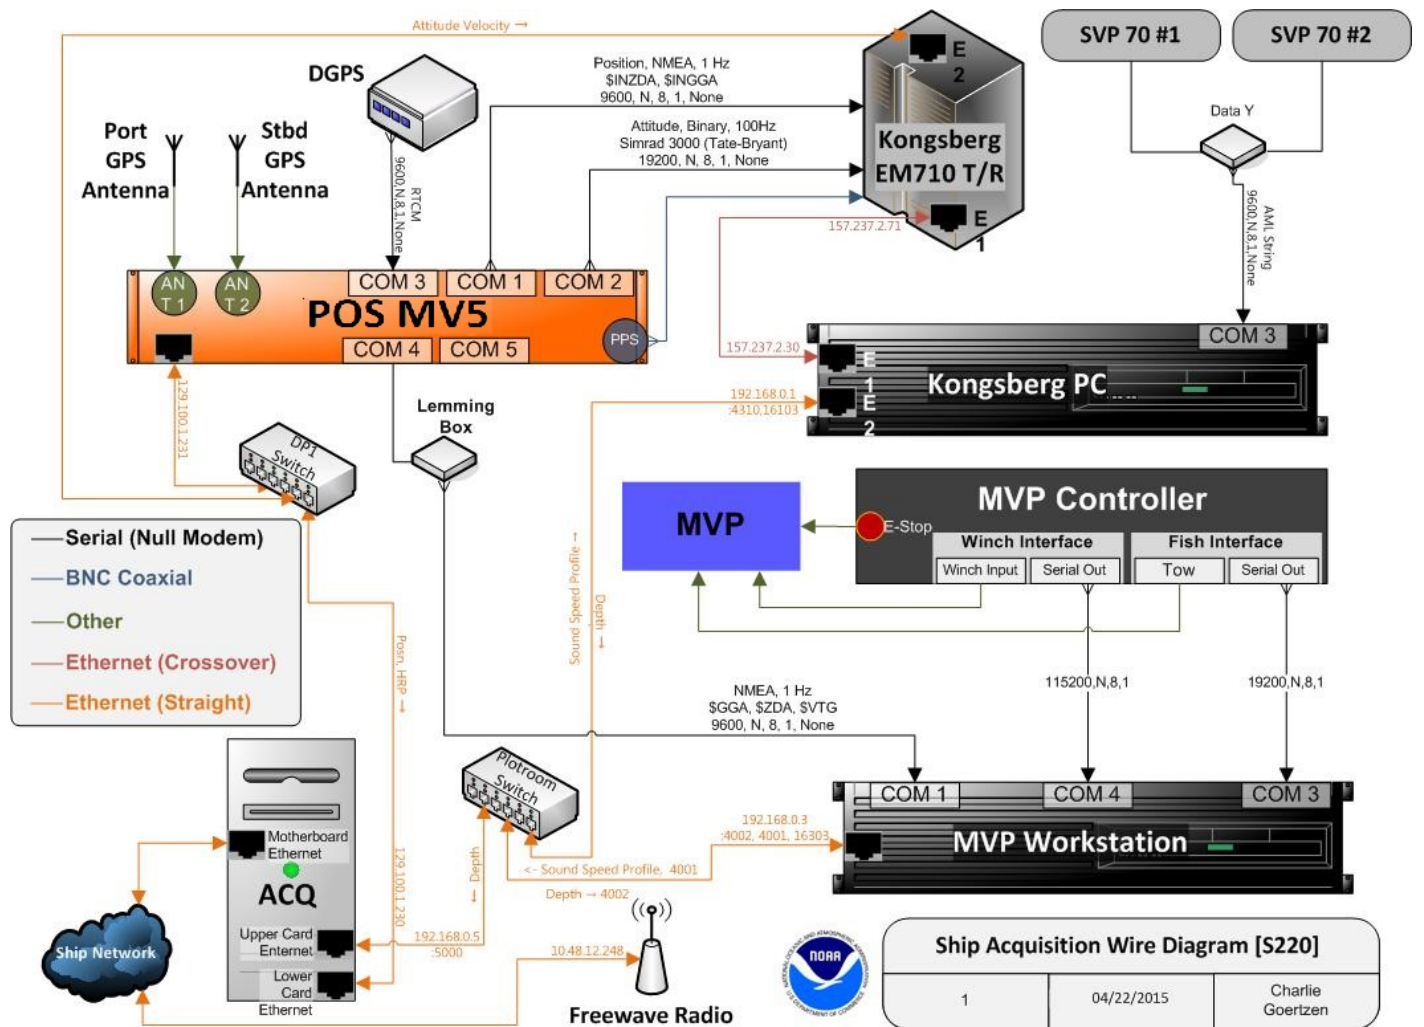 Attitude Velocity →
SVP 70 #1
SVP 70 #2
DGPS
Position, NMEA, 1 Hz
$INZDA, $INGGA
9600, N, 8, 1, None
E
2
Data Y
Port
GPS
Antenna
Stbd
GPS
Antenna
Attitude, Binary, 100Hz
Simrad 3000 (Tate-Bryant)
19200, N, 8, 1, None
Kongsberg
EM710 T/R
RTCM
9600,N,8,1,None
AML String
9600,N,8,1,None
157.237.2.71
E
1
AN
T 1
AN
T 2
COM 3
COM 1
COM 2
POS MV5
PPS
COM 4
COM 5
COM 3
157.237.2.30
E
1
Kongsberg PC
192.168.0.1
:4310,16103
E
2
129.100.1.231
Lemming
Box
DP1
Switch
MVP
MVP Controller
E-Stop
Winch Interface
Fish Interface
Winch Input
Serial Out
Tow
Serial Out
Serial (Null Modem)
BNC Coaxial
Other
Ethernet (Crossover)
Ethernet (Straight)
Sound Speed Profile →
Depth →
Posn, HRP →
115200,N,8,1
19200,N,8,1
NMEA, 1 Hz
$GGA, $ZDA, $VTG
9600, N, 8, 1, None
Plotroom
Switch
COM 1
COM 4
COM 3
MVP Workstation
192.168.0.3
:4002, 4001, 16303
<- Sound Speed Profile, 4001
Depth → 4002
← Depth
Motherboard
Ethernet
ACQ
129.100.1.230
Upper Card
Enternet
192.168.0.5
:5000
Lower
Card
Ethernet
Ship Network
10.48.12.248
Freewave Radio
NATIONAL OCEANIC AND ATMOSPHERIC ADMINISTRATION
NOAA
U.S. DEPARTMENT OF COMMERCE
Ship Acquisition Wire Diagram [S220]
1
04/22/2015
Charlie
Goertzen